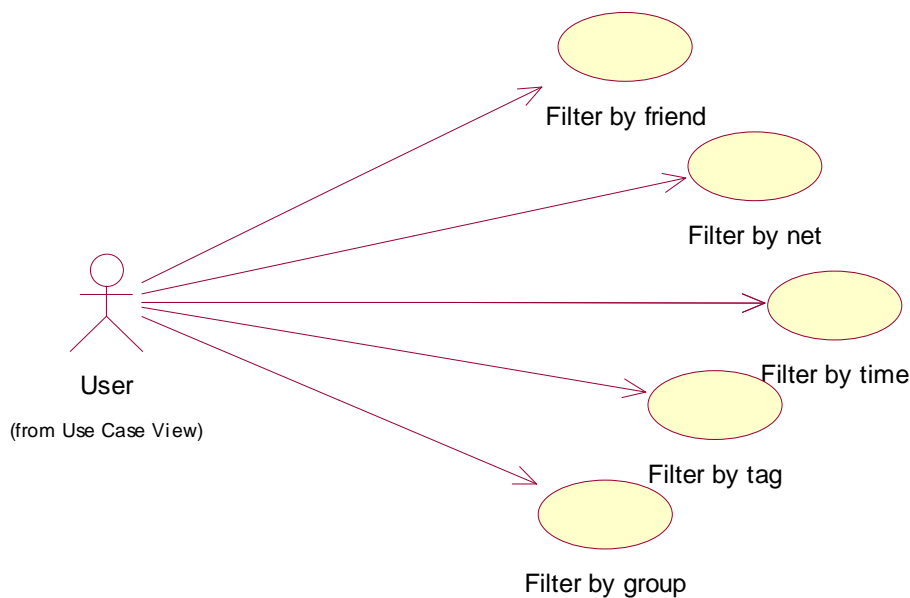 Filter by friend
Filter by net
Filter by time
User
(from Use Case View)
Filter by tag
Filter by group